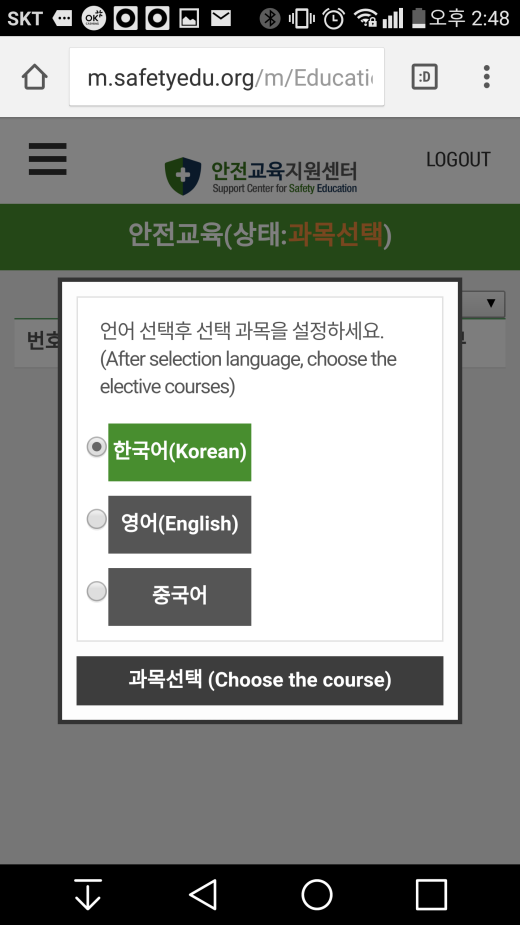 SKT
OK
오후 2:48
m.safetyedu.org/m/Educati
:D
안전교육지원센터
Support Center for Safety Education
LOGOUT
안전교육(상태:과목선택)
번호
언어 선택후 선택 과목을 설정하세요.
(After selection language, choose the
elective courses)
한국어(Korean)
영어(English)
중국어
과목선택 (Choose the course)